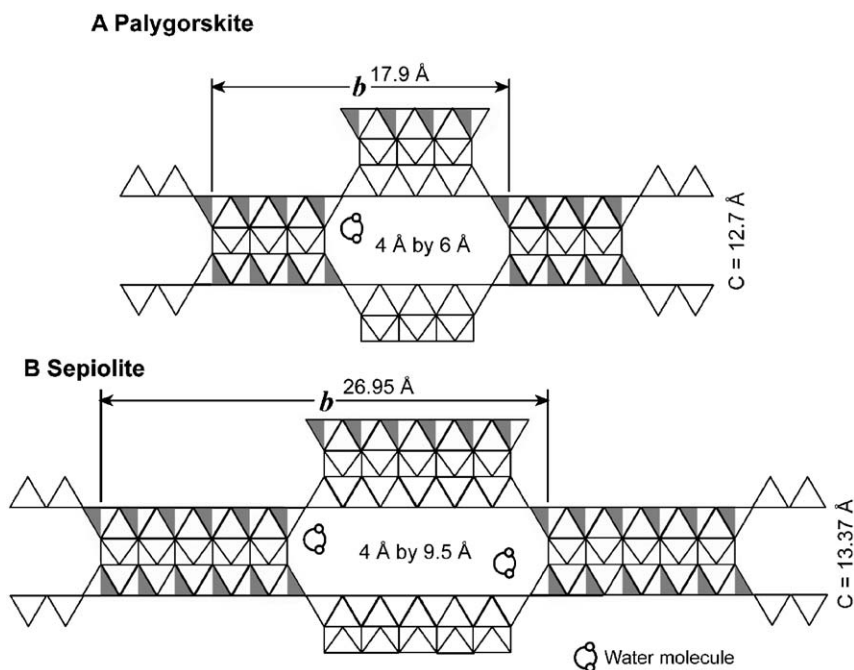 A Palygorskite
b 17.9 Å
4 Å by 6 Å
C = 12.7 Å
B Sepiolite
b 26.95 Å
4 Å by 9.5 Å
C = 13.37 Å
Water molecule